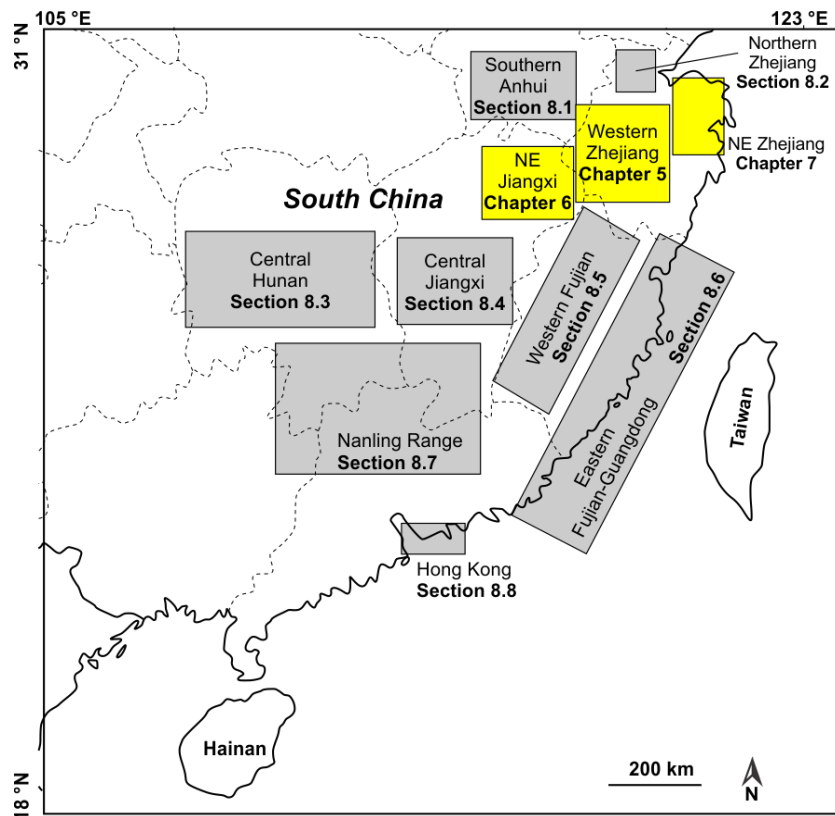 105 °E
123 °E
31 °N
Northern
Zhejiang
Section 8.2
Southern
Anhui
Section 8.1
Western
Zhejiang
Chapter 5
NE Zhejiang
Chapter 7
NE
Jiangxi
Chapter 6
South China
Central
Hunan
Section 8.3
Central
Jiangxi
Section 8.4
Western Fujian
Section 8.5
Section 8.6
Eastern
Fujian-Guangdong
Taiwan
Nanling Range
Section 8.7
Hong Kong
Section 8.8
Hainan
200 km
N
18 °N